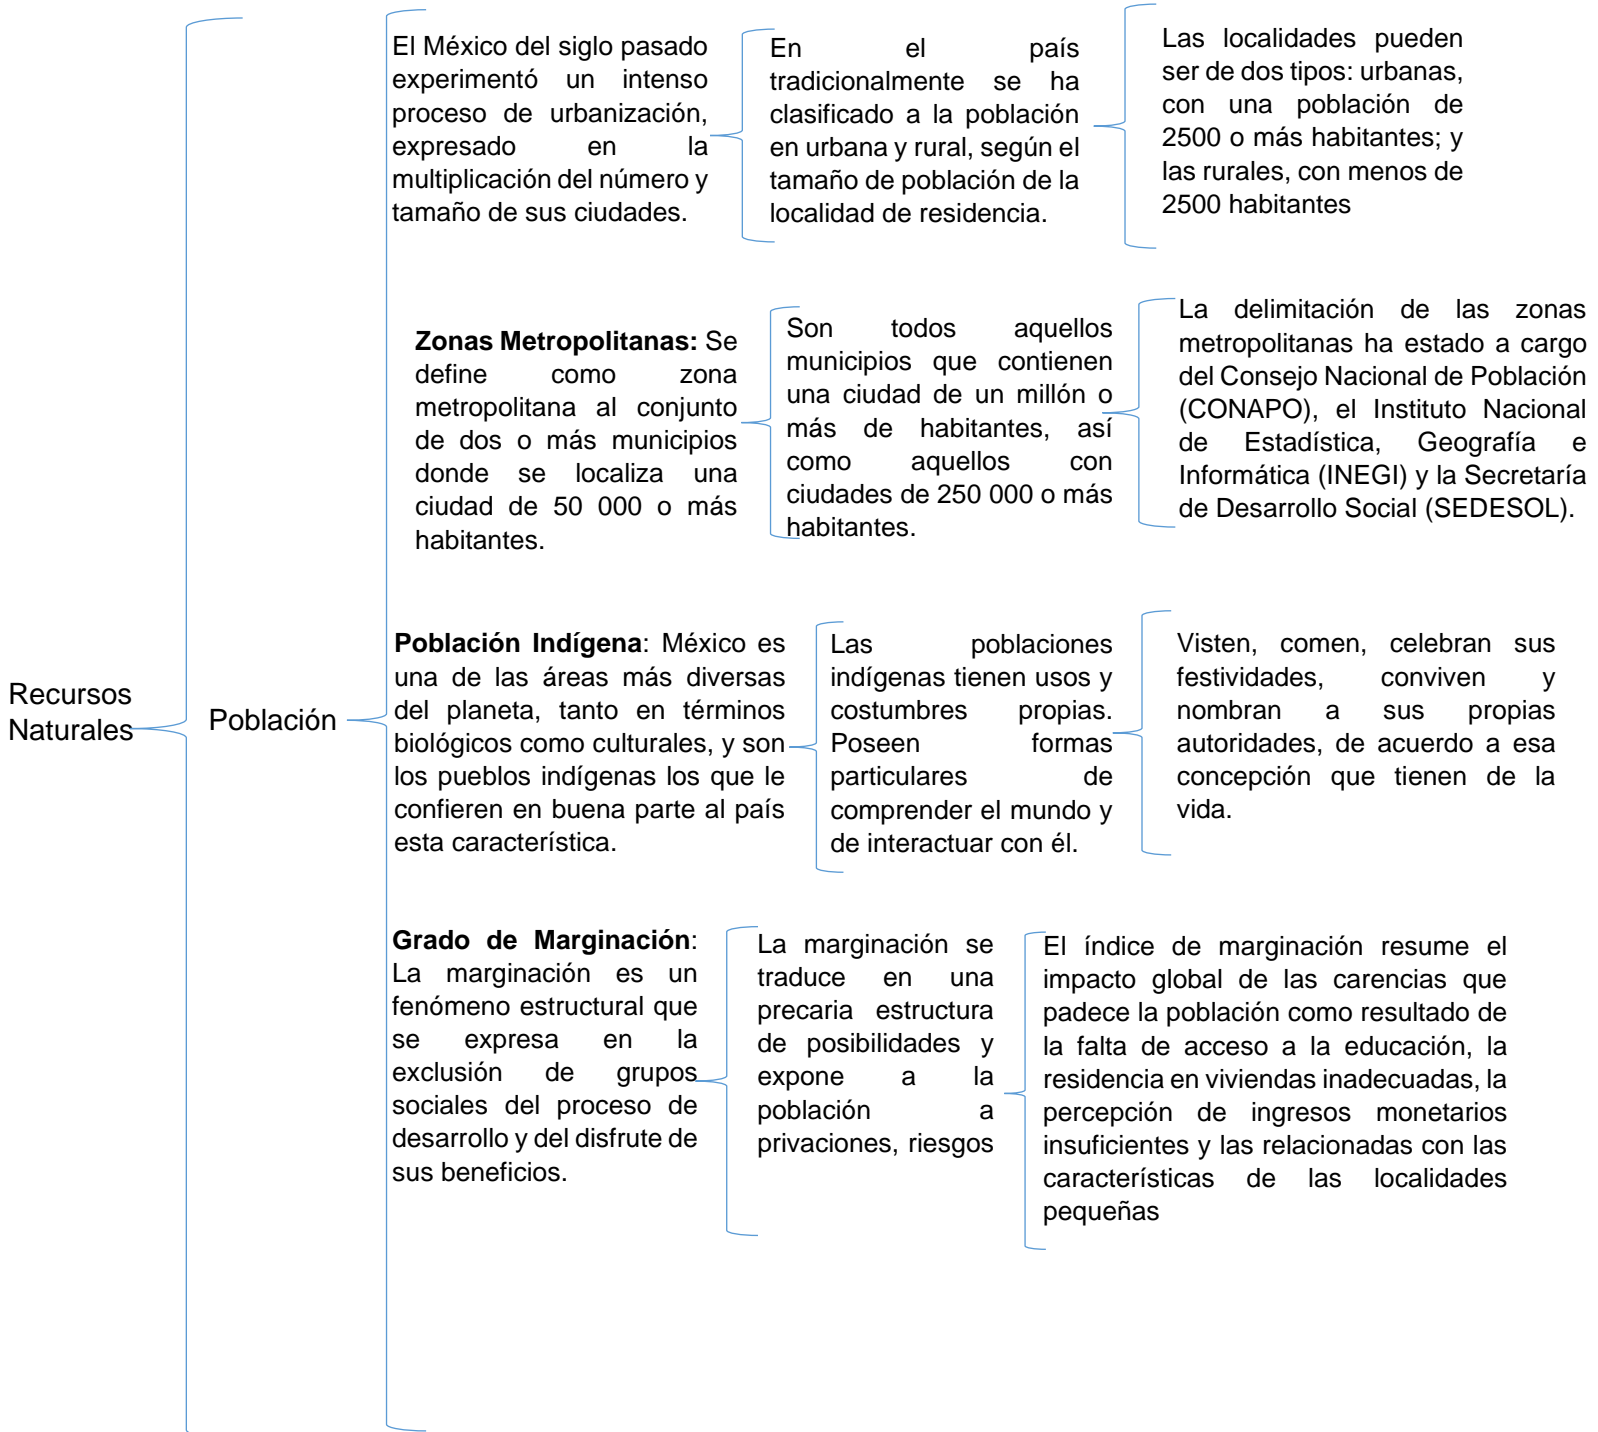 Recursos
Naturales
Población
El México del siglo pasado
experimentó un intenso
proceso de urbanización,
expresado en la
multiplicación del número y
tamaño de sus ciudades.
En el país
tradicionalmente se ha
clasificado a la población
en urbana y rural, según el
tamaño de población de la
localidad de residencia.
Las localidades pueden
ser de dos tipos: urbanas,
con una población de
2500 o más habitantes; y
las rurales, con menos de
2500 habitantes
Zonas Metropolitanas: Se
define como zona
metropolitana al conjunto
de dos o más municipios
donde se localiza una
ciudad de 50 000 o más
habitantes.
Son todos aquellos
municipios que contienen
una ciudad de un millón o
más de habitantes, así
como aquellos con
ciudades de 250 000 o más
habitantes.
La delimitación de las zonas
metropolitanas ha estado a cargo
del Consejo Nacional de Población
(CONAPO), el Instituto Nacional
de Estadística, Geografía e
Informática (INEGI) y la Secretaría
de Desarrollo Social (SEDESOL).
Población Indígena: México es
una de las áreas más diversas
del planeta, tanto en términos
biológicos como culturales, y son
los pueblos indígenas los que le
confieren en buena parte al país
esta característica.
Las poblaciones
indígenas tienen usos y
costumbres propias.
Poseen formas
particulares de
comprender el mundo y
de interactuar con él.
Visten, comen, celebran sus
festividades, conviven y
nombran a sus propias
autoridades, de acuerdo a esa
concepción que tienen de la
vida.
Grado de Marginación:
La marginación es un
fenómeno estructural que
se expresa en la
exclusión de grupos
sociales del proceso de
desarrollo y del disfrute de
sus beneficios.
La marginación se
traduce en una
precaria estructura
de posibilidades y
expone a la
población a
privaciones, riesgos
El índice de marginación resume el
impacto global de las carencias que
padece la población como resultado de
la falta de acceso a la educación, la
residencia en viviendas inadecuadas, la
percepción de ingresos monetarios
insuficientes y las relacionadas con las
características de las localidades
pequeñas